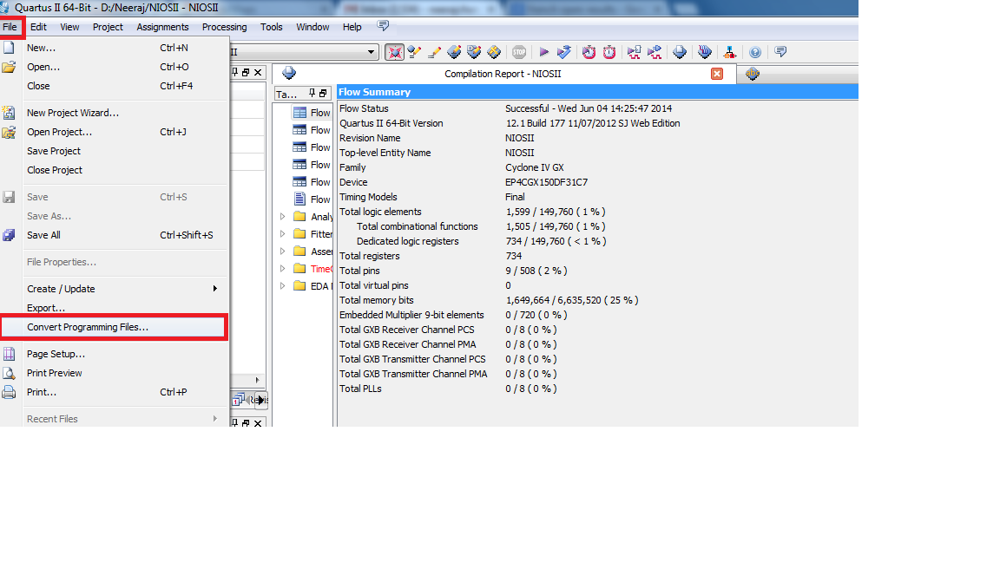 Quartus II 64-Bit - D:/Neeraj/NIOSII - NIOSII
File Edit View Project Assignments Processing Tools Window Help
New... Ctrl+N
Open... Ctrl+O
Close Ctrl+F4
New Project Wizard...
Open Project... Ctrl+J
Save Project
Close Project
Save Ctrl+S
Save As...
Save All Ctrl+Shift+S
File Properties...
Create / Update
Export...
Convert Programming Files...
Page Setup...
Print Preview
Print... Ctrl+P
Recent Files
II
STOP
Ta...
Flow
Flow
Flow
Flow
Flow
Flow
Analy
Fitter
Asse
Time
EDA
Compilation Report - NIOSII
Flow Summary
Flow Status Successful - Wed Jun 04 14:25:47 2014
Quartus II 64-Bit Version 12.1 Build 177 11/07/2012 SJ Web Edition
Revision Name NIOSII
Top-level Entity Name NIOSII
Family Cyclone IV GX
Device EP4CGX150DF31C7
Timing Models Final
Total logic elements 1,599 / 149,760 ( 1 % )
Total combinational functions 1,505 / 149,760 ( 1 % )
Dedicated logic registers 734 / 149,760 ( < 1 % )
Total registers 734
Total pins 9 / 508 ( 2 % )
Total virtual pins 0
Total memory bits 1,649,664 / 6,635,520 ( 25 % )
Embedded Multiplier 9-bit elements 0 / 720 ( 0 % )
Total GXB Receiver Channel PCS 0 / 8 ( 0 % )
Total GXB Receiver Channel PMA 0 / 8 ( 0 % )
Total GXB Transmitter Channel PCS 0 / 8 ( 0 % )
Total GXB Transmitter Channel PMA 0 / 8 ( 0 % )
Total PLLs 0 / 8 ( 0 % )